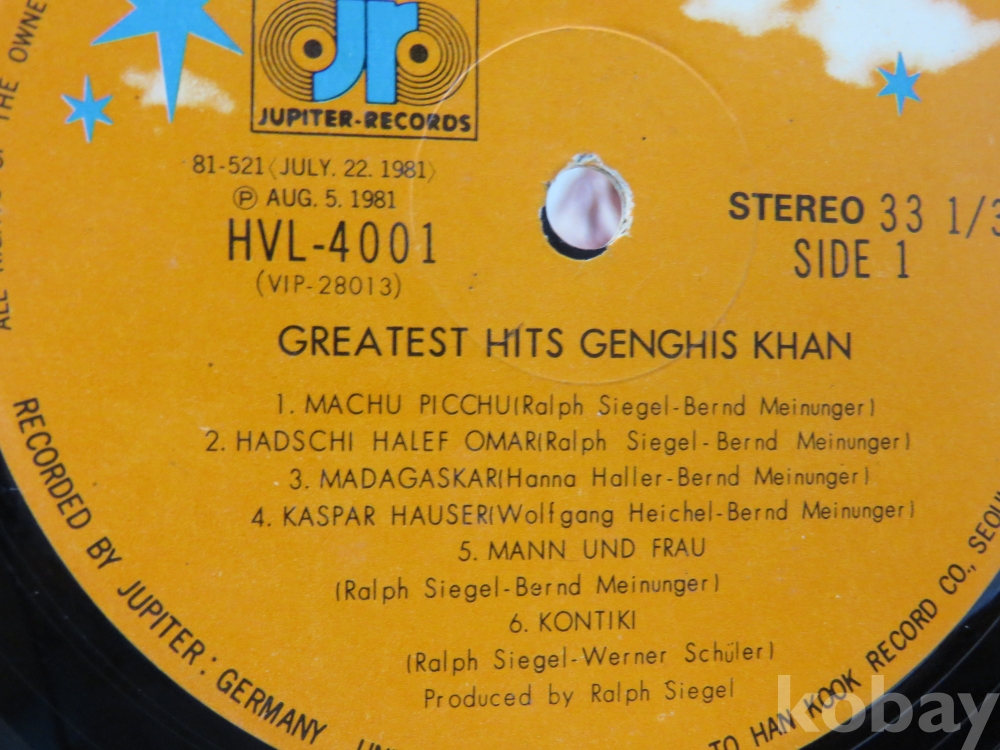 jr
JUPITER-RECORDS
81-521 (JULY. 22. 1981)
Ⓟ AUG. 5. 1981
HVL-4001
(VIP-28013)
STEREO 33 1/3
SIDE 1
GREATEST HITS GENGHIS KHAN
1. MACHU PICCHU(Ralph Siegel-Bernd Meinunger)
2. HADSCHI HALEF OMAR(Ralph Siegel-Bernd Meinunger)
3. MADAGASKAR(Hanna Haller-Bernd Meinunger)
4. KASPAR HAUSER(Wolfgang Heichel-Bernd Meinunger)
5. MANN UND FRAU
(Ralph Siegel-Bernd Meinunger)
6. KONTIKI
(Ralph Siegel-Werner Schüler)
Produced by Ralph Siegel
THE OWNE
RECORDED BY JUPITER: GERMANY
TO HAN KOOK RECORD CO.,
kobay